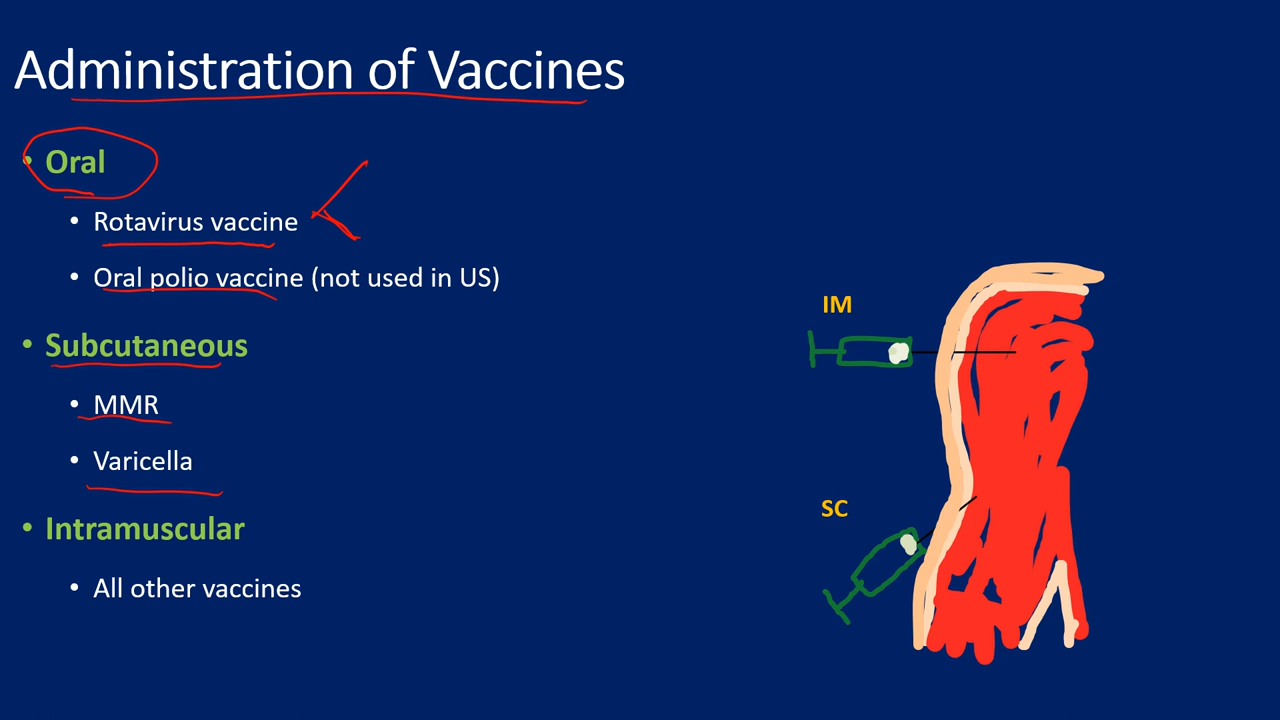 Administration of Vaccines
• Oral
• Rotavirus vaccine
• Oral polio vaccine (not used in US)
• Subcutaneous
• MMR
• Varicella
• Intramuscular
• All other vaccines
IM
SC